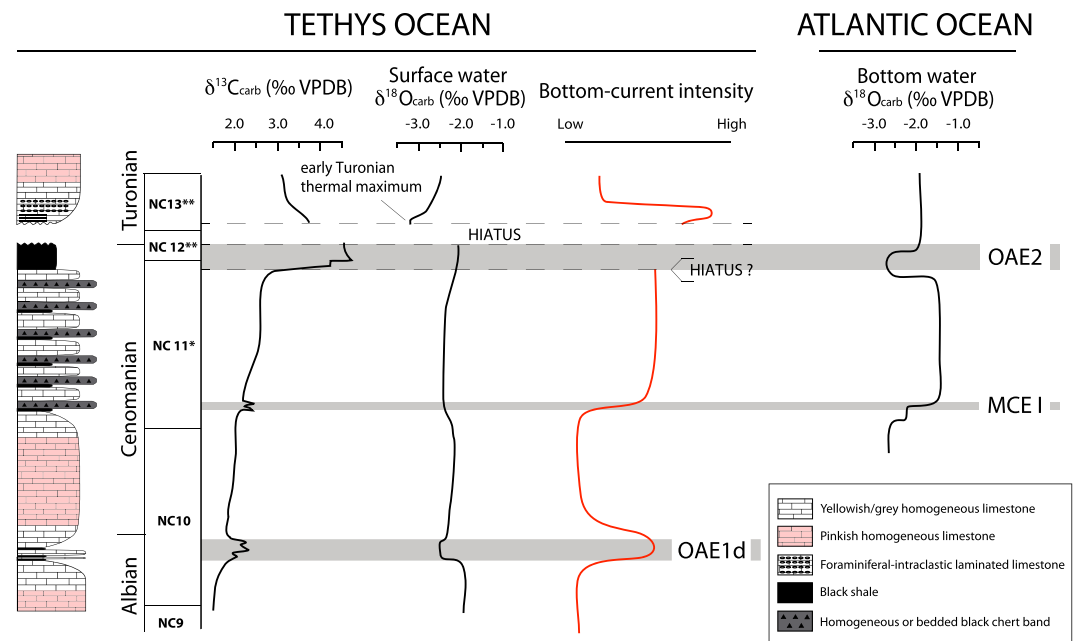 TETHYS OCEAN
ATLANTIC OCEAN
δ13Ccarb (‰ VPDB)
Surface water
δ18Ocarb (‰ VPDB)
Bottom-current intensity
Bottom water
δ18Ocarb (‰ VPDB)
2.0 3.0 4.0
-3.0 -2.0 -1.0
Low High
-3.0 -2.0 -1.0
Turonian
Cenomanian
Albian
NC13**
NC 12**
NC 11*
NC10
NC9
early Turonian
thermal maximum
HIATUS
HIATUS ?
OAE2
MCE I
OAE1d
Yellowish/grey homogneous limestone
Pinkish homogneous limestone
Foraminiferal-intraclastic laminated limestone
Black shale
Homogneous or bedded black chert band